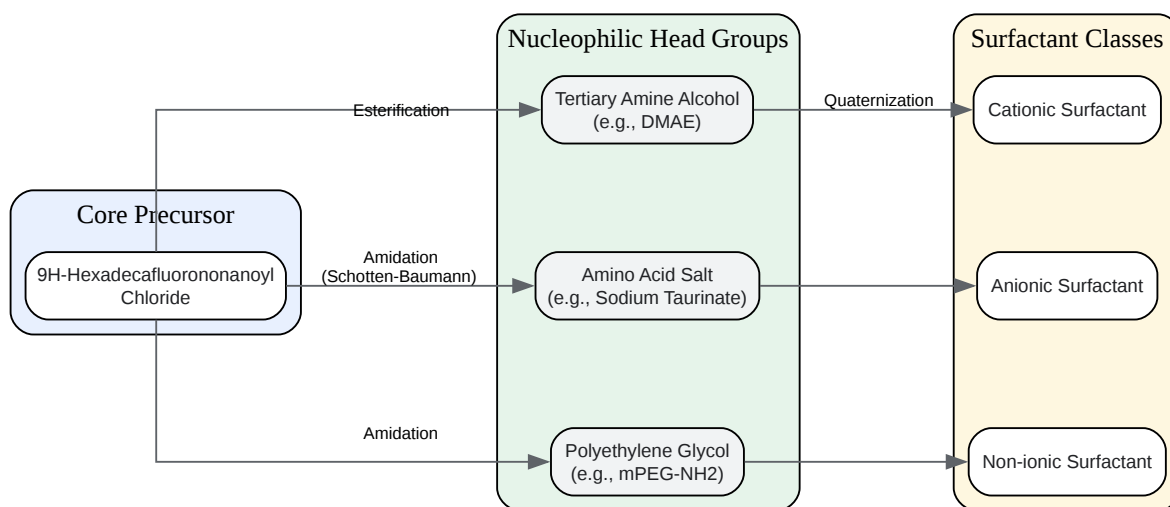 Nucleophilic Head Groups
Surfactant Classes
Tertiary Amine Alcohol
(e.g., DMAE)
Esterification
Quaternization
Cationic Surfactant
Core Precursor
9H-Hexadecafluorononanoyl
Chloride
Amidation
(Schotten-Baumann)
Amino Acid Salt
(e.g., Sodium Taurinate)
Anionic Surfactant
Amidation
Polyethylene Glycol
(e.g., mPEG-NH2)
Non-ionic Surfactant